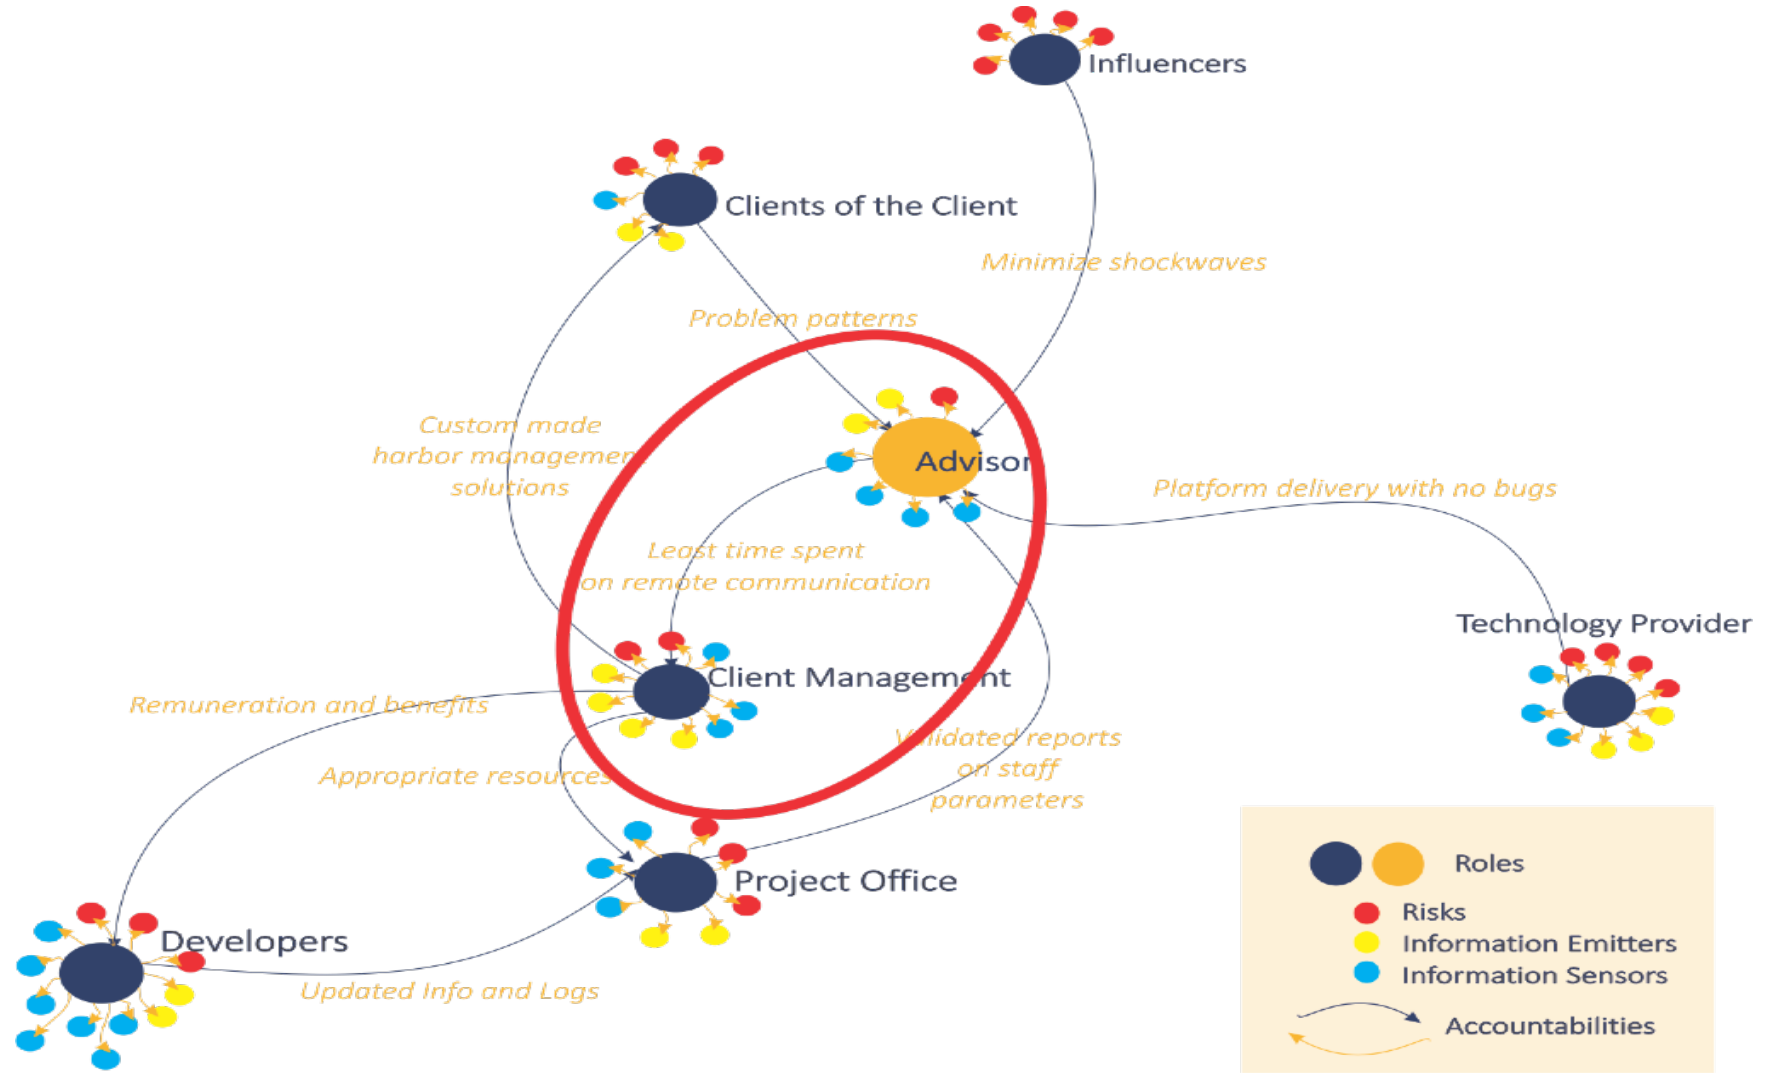 Influencers
Clients of the Client
Minimize shockwaves
Problem patterns
Custom made
harbor management
solutions
Advisor
Platform delivery with no bugs
Least time spent
on remote communication
Technology Provider
Client Management
Remuneration and benefits
Validated reports
on staff
parameters
Appropriate resources
Project Office
Developers
Updated Info and Logs
Roles
Risks
Information Emitters
Information Sensors
Accountabilities